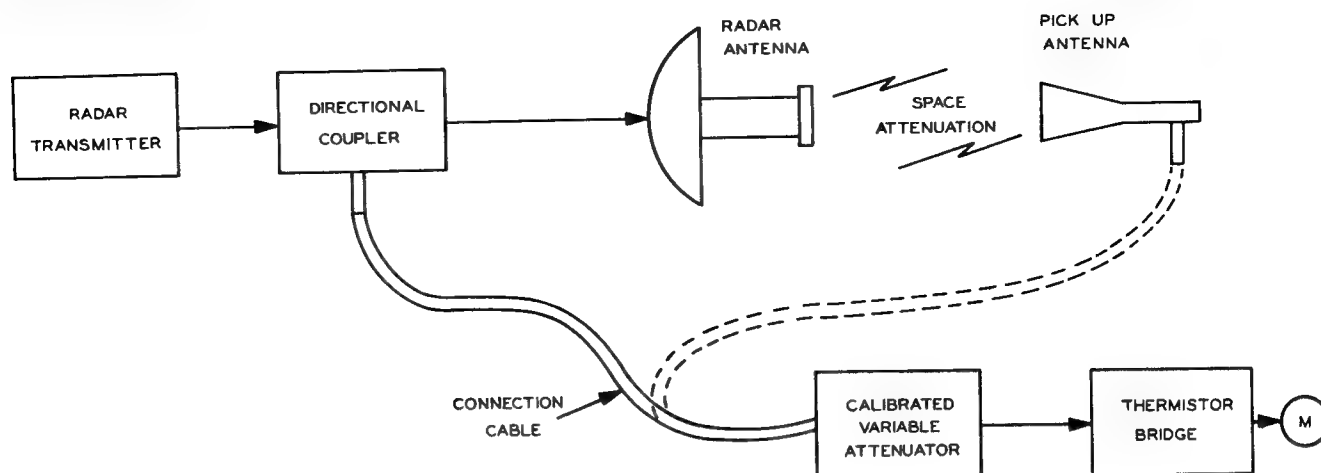 RADAR
TRANSMITTER
DIRECTIONAL
COUPLER
RADAR
ANTENNA
SPACE
ATTENUATION
PICK UP
ANTENNA
CONNECTION
CABLE
CALIBRATED
VARIABLE
ATTENUATOR
THERMISTOR
BRIDGE
M